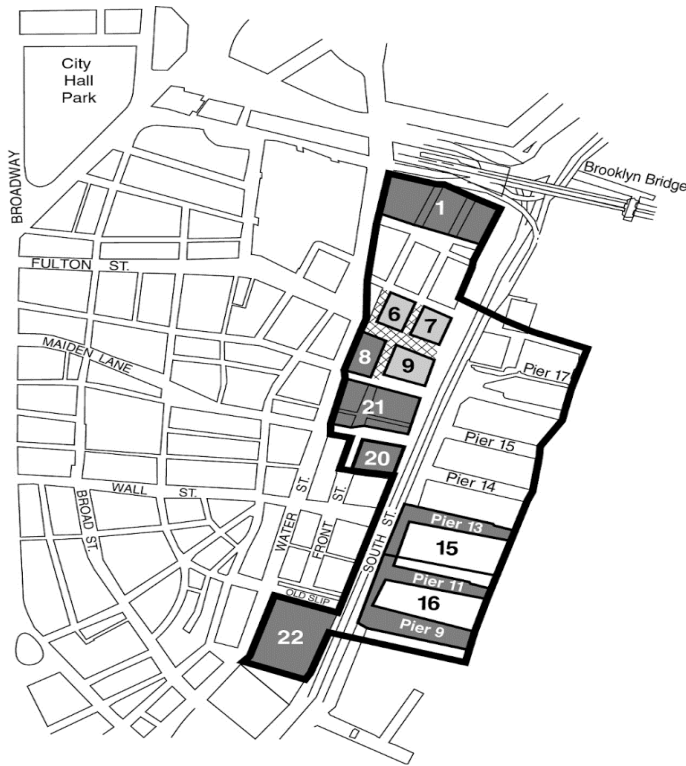 City
Hall
Park
BROADWAY
Brooklyn Bridge
1
FULTON ST.
6
7
MAIDEN LANE
8
9
Pier 17
21
Pier 15
20
Pier 14
WALL ST.
BROAD ST.
WATER ST.
FRONT ST.
SOUTH ST.
Pier 13
15
Pier 11
16
OLD SLIP
Pier 9
22